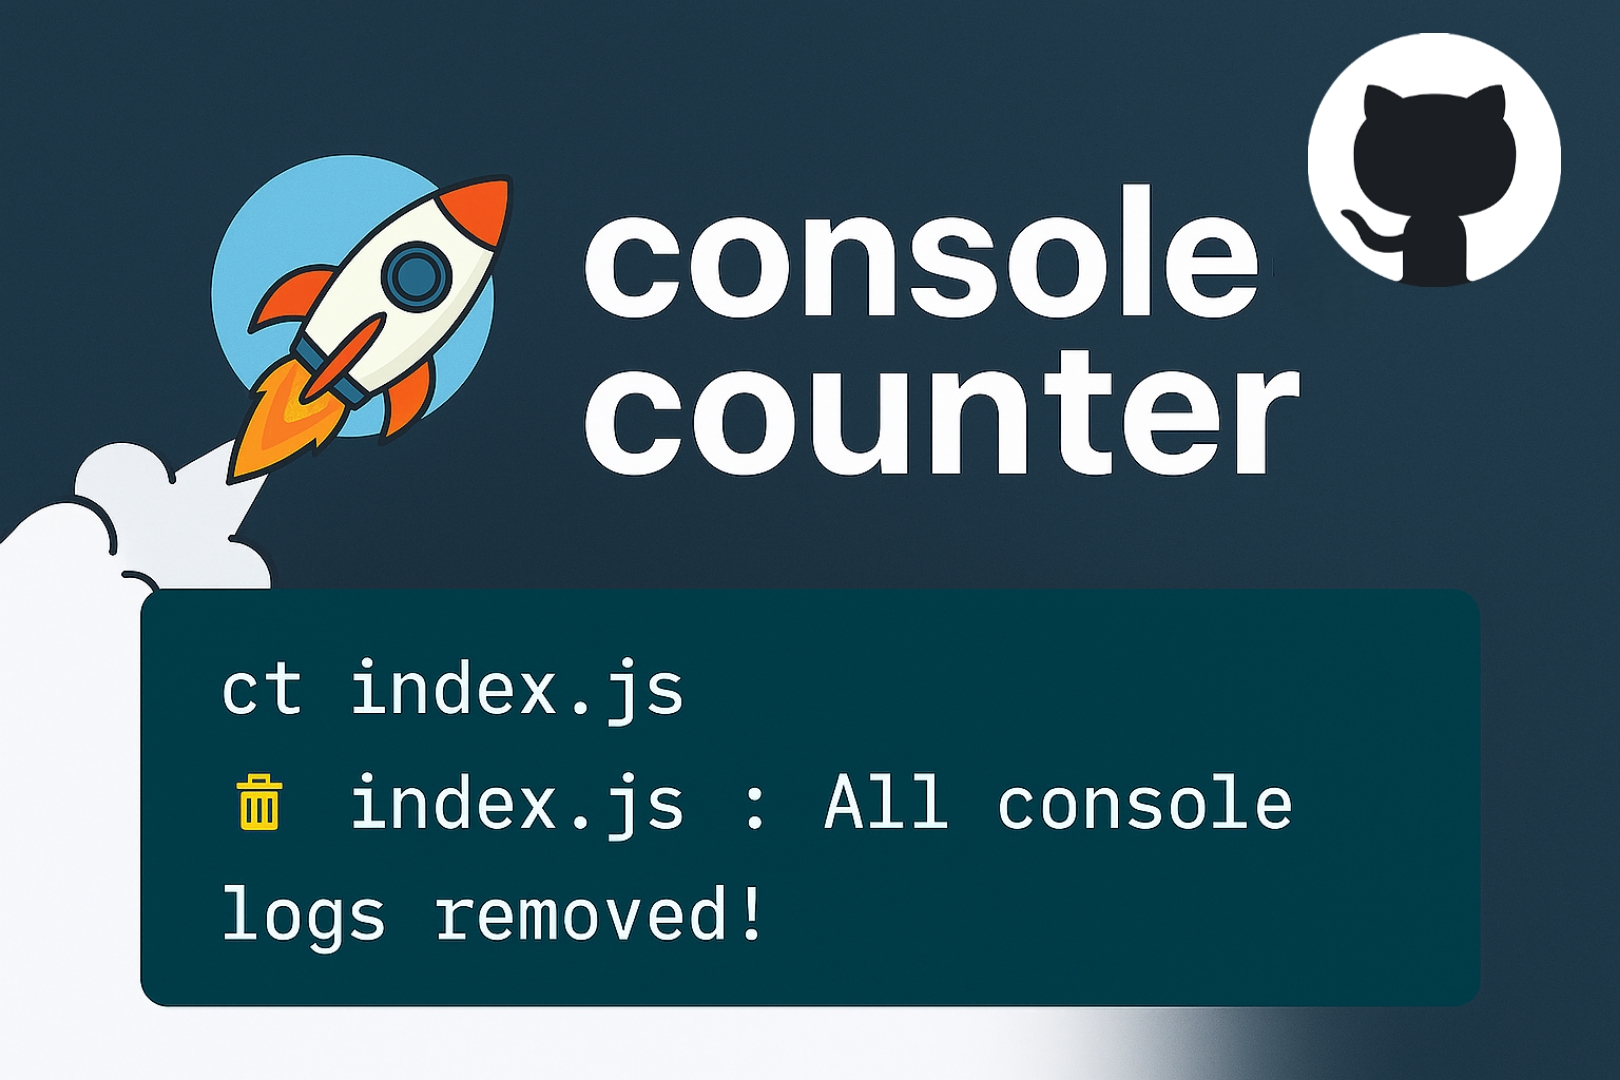 console
counter
ct index.js
index.js : All console
logs removed!